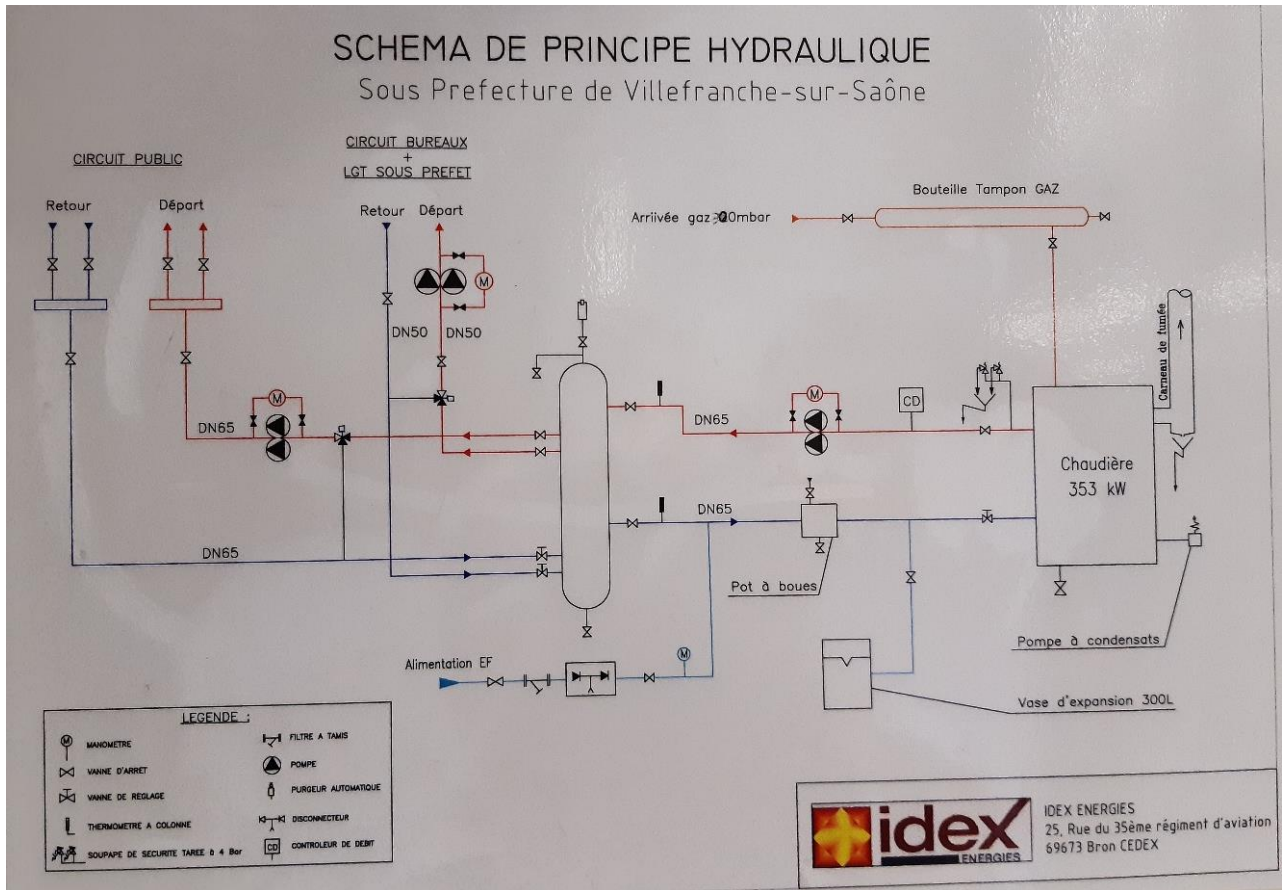 SCHEMA DE PRINCIPE HYDRAULIQUE
Sous Prefecture de Villefranche-sur-Saône
CIRCUIT PUBLIC
Retour
Départ
CIRCUIT BUREAUX
+
LGT SOUS PREFET
Retour
Départ
M
DN50
DN50
Bouteille Tampon GAZ
Arriivée gaz 300mbar
Carneau de fumée
M
DN65
M
DN65
CD
Chaudière
353 kW
DN65
DN65
Pot à boues
Pompe à condensats
Alimentation EF
M
Vase d'expansion 300L
LEGENDE :
M
MANOMETRE
VANNE D'ARRET
VANNE DE REGLAGE
THERMOMETRE A COLONNE
SOUPAPE DE SECURITE TAREE à 4 Bar
FILTRE A TAMIS
POMPE
PURGEUR AUTOMATIQUE
DISCONNECTEUR
CD
CONTROLEUR DE DEBIT
idex
ENERGIES
IDEX ENERGIES
25, Rue du 35ème régiment d'aviation
69673 Bron CEDEX